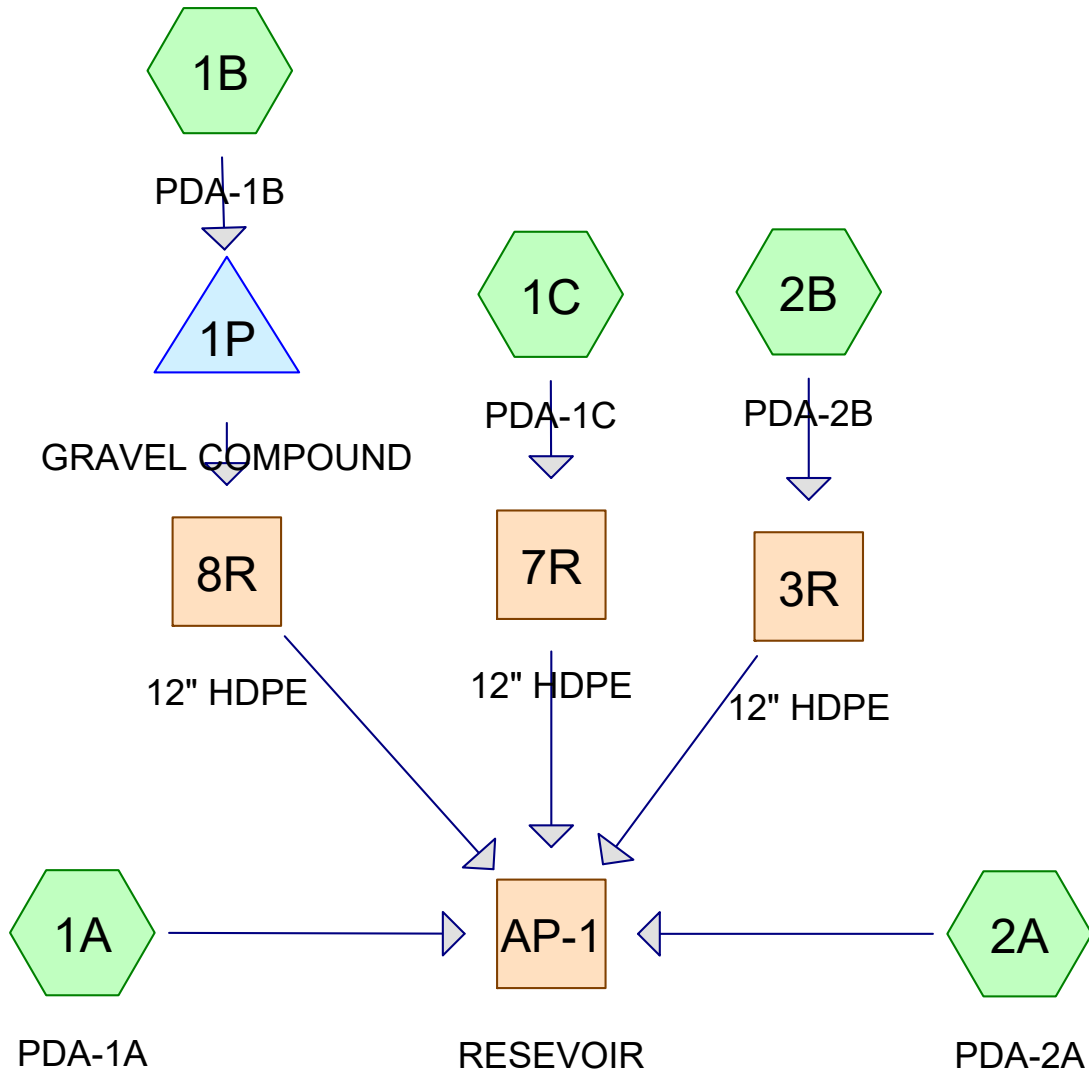 1B
PDA-1B
1P
GRAVEL COMPOUND
1C
PDA-1C
2B
PDA-2B
8R
12" HDPE
7R
12" HDPE
3R
12" HDPE
1A
PDA-1A
AP-1
RESEVOIR
2A
PDA-2A